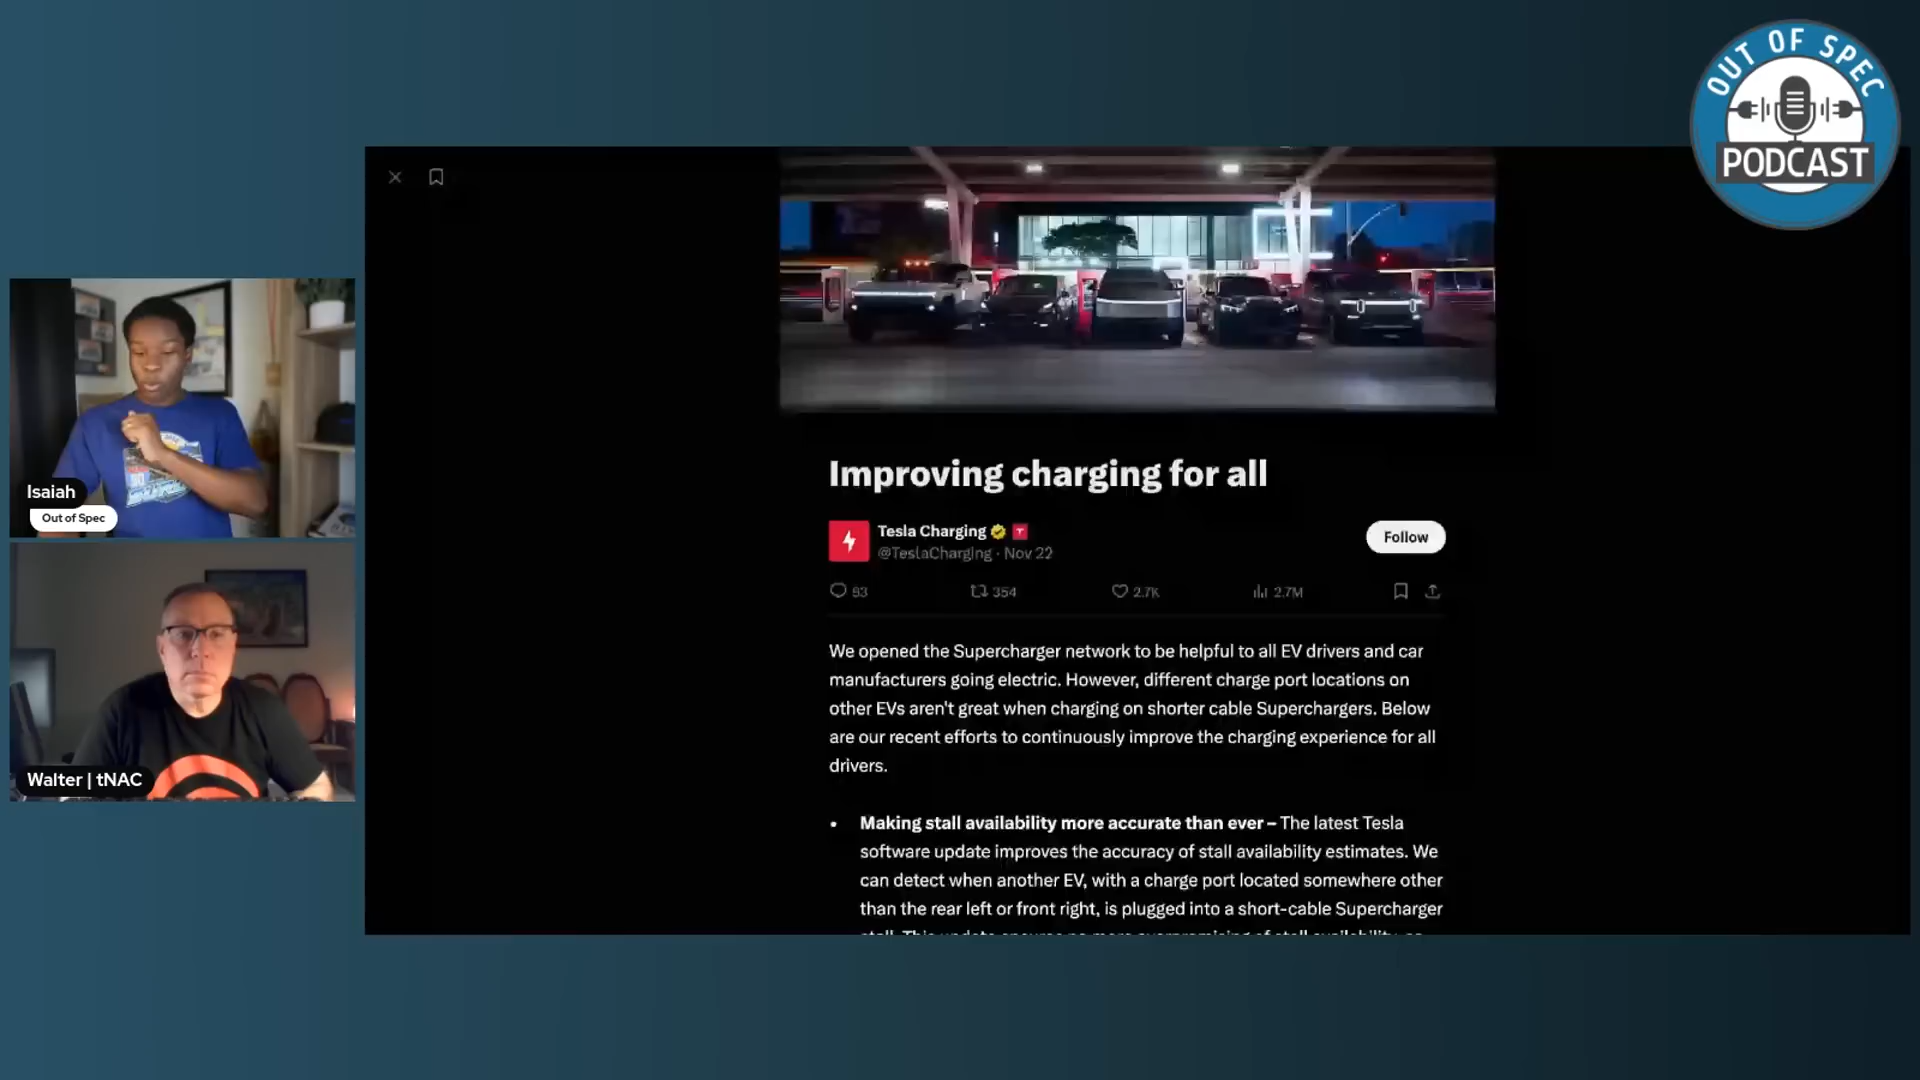 OUT OF SPEC
PODCAST
Isaiah
Out of Spec
Walter | tNAC
Improving charging for all
Tesla Charging
@TeslaCharging · Nov 22
Follow
93
354
2.7K
2.7M
We opened the Supercharger network to be helpful to all EV drivers and car
manufacturers going electric. However, different charge port locations on
other EVs aren't great when charging on shorter cable Superchargers. Below
are our recent efforts to continuously improve the charging experience for all
drivers.
• Making stall availability more accurate than ever – The latest Tesla
software update improves the accuracy of stall availability estimates. We
can detect when another EV, with a charge port located somewhere other
than the rear left or front right, is plugged into a short-cable Supercharger